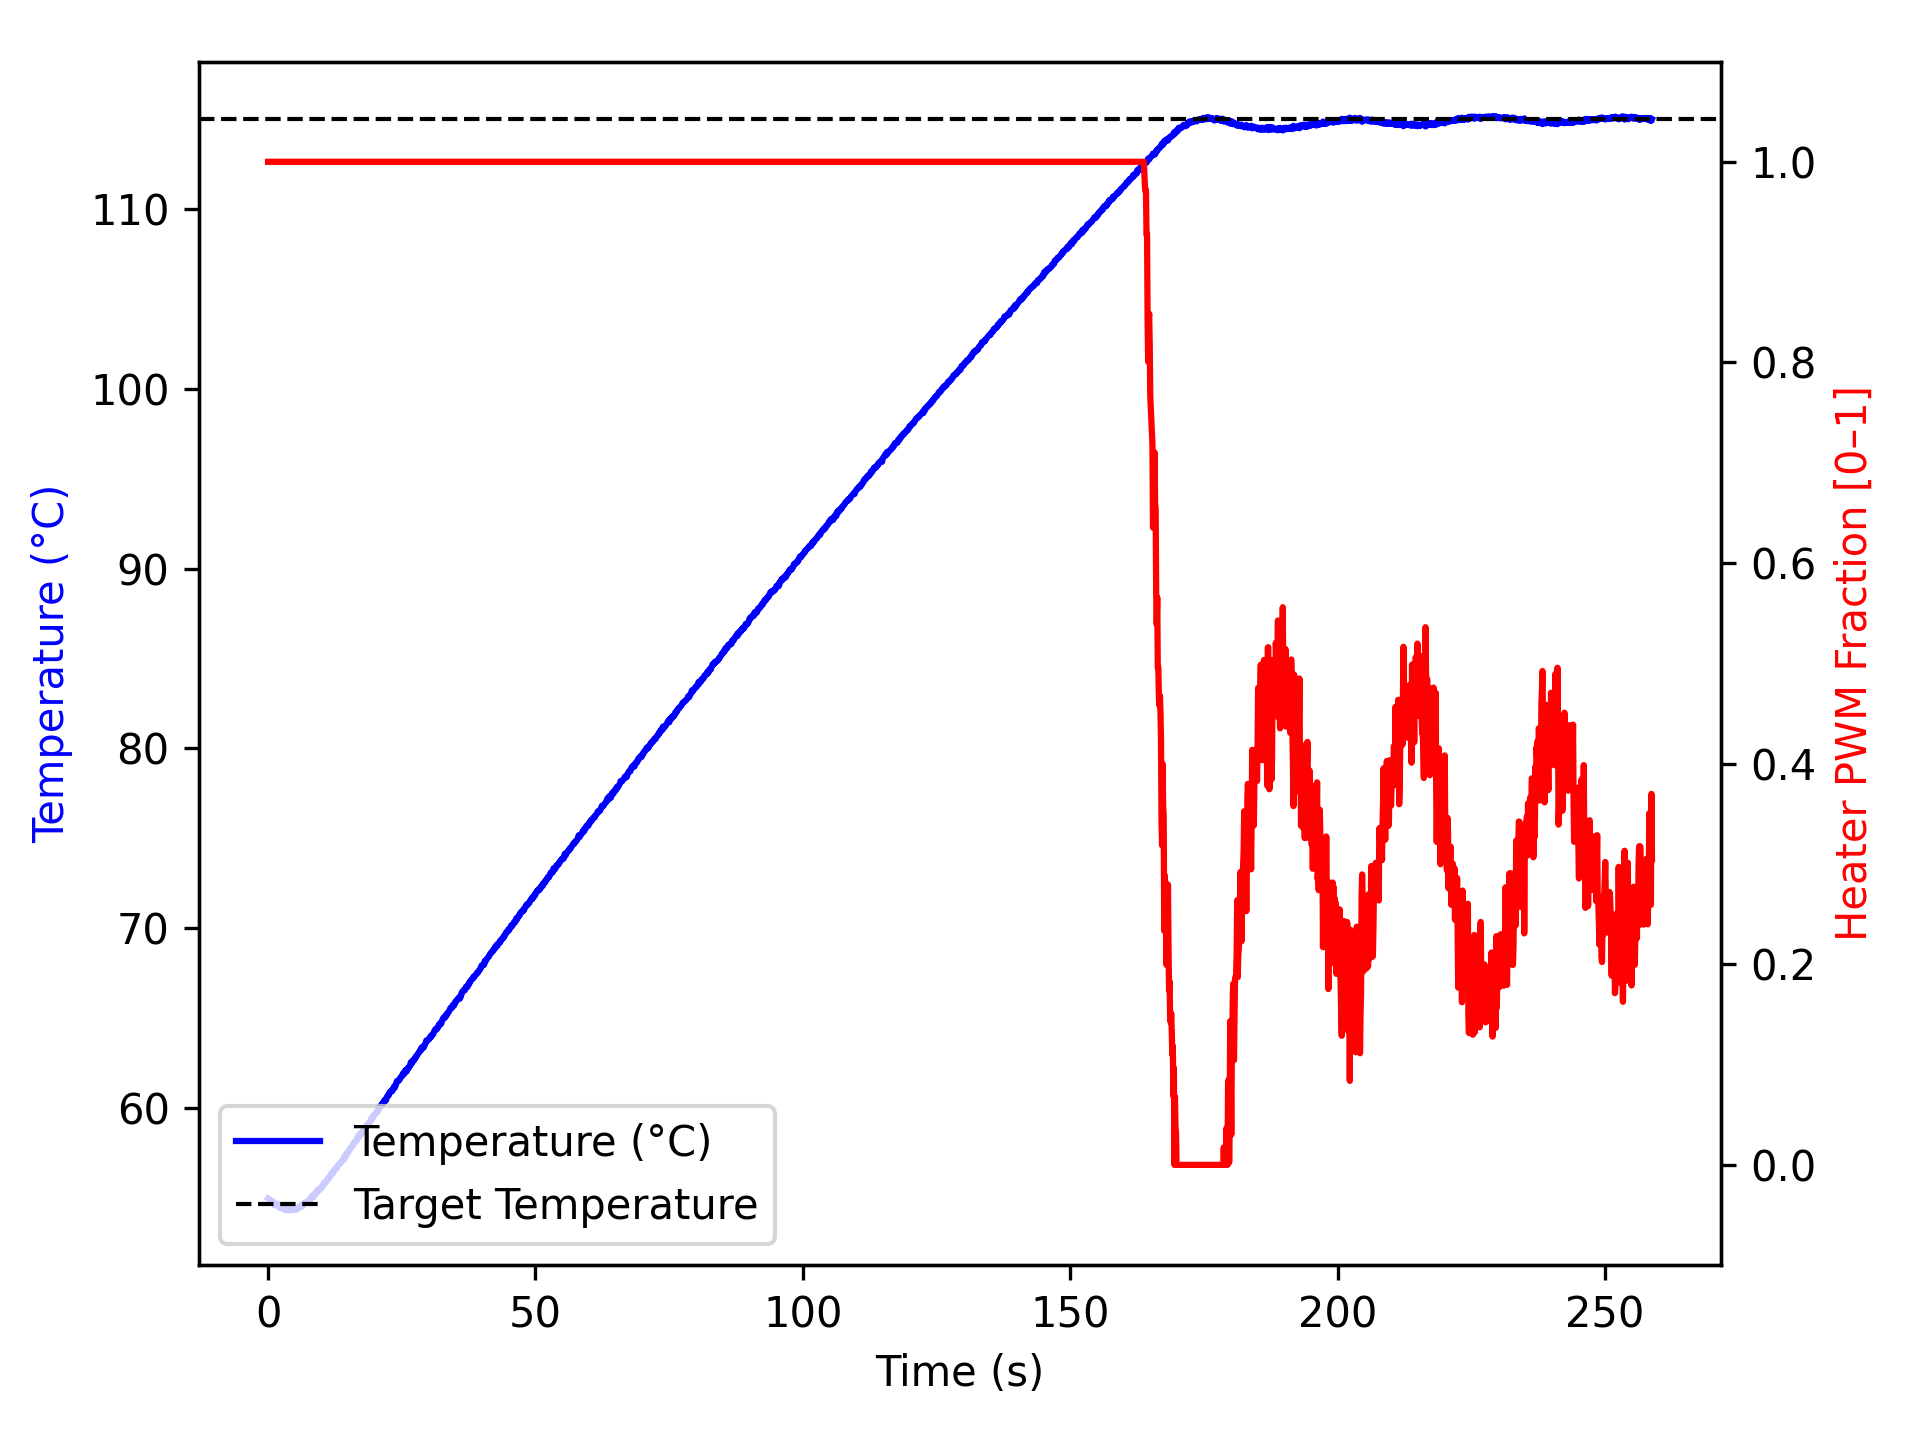 Temperature (°C)
110
100
90
80
70
60
1.0
0.8
0.6
0.4
0.2
0.0
Heater PWM Fraction [0–1]
Temperature (°C)
Target Temperature
0 50 100 150 200 250
Time (s)